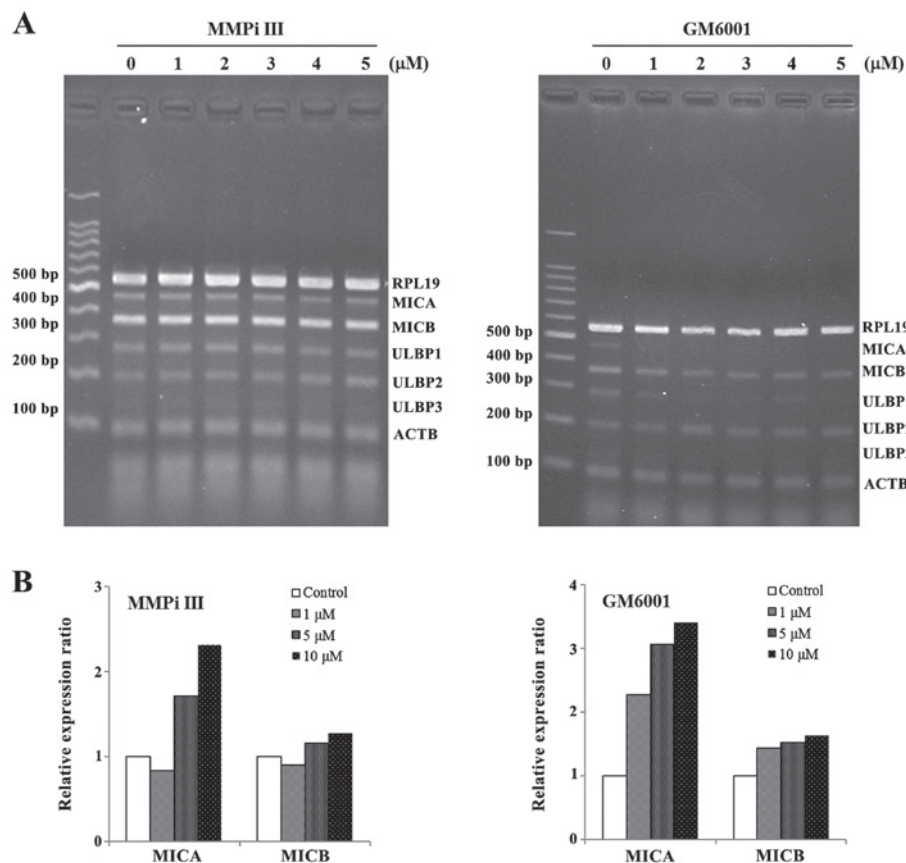 A
MMPi III
0 1 2 3 4 5 (μM)
500 bp
400 bp
300 bp
200 bp
100 bp
RPL19
MICA
MICB
ULBP1
ULBP2
ULBP3
ACTB
GM6001
0 1 2 3 4 5 (μM)
500 bp
400 bp
300 bp
200 bp
100 bp
RPL19
MICA
MICB
ULBP
ULBP
ULBP
ACTB
B
MMPi III
Relative expression ratio
3
2
1
0
Control
1 μM
5 μM
10 μM
MICA MICB
GM6001
Relative expression ratio
4
3
2
1
0
Control
1 μM
5 μM
10 μM
MICA MICB